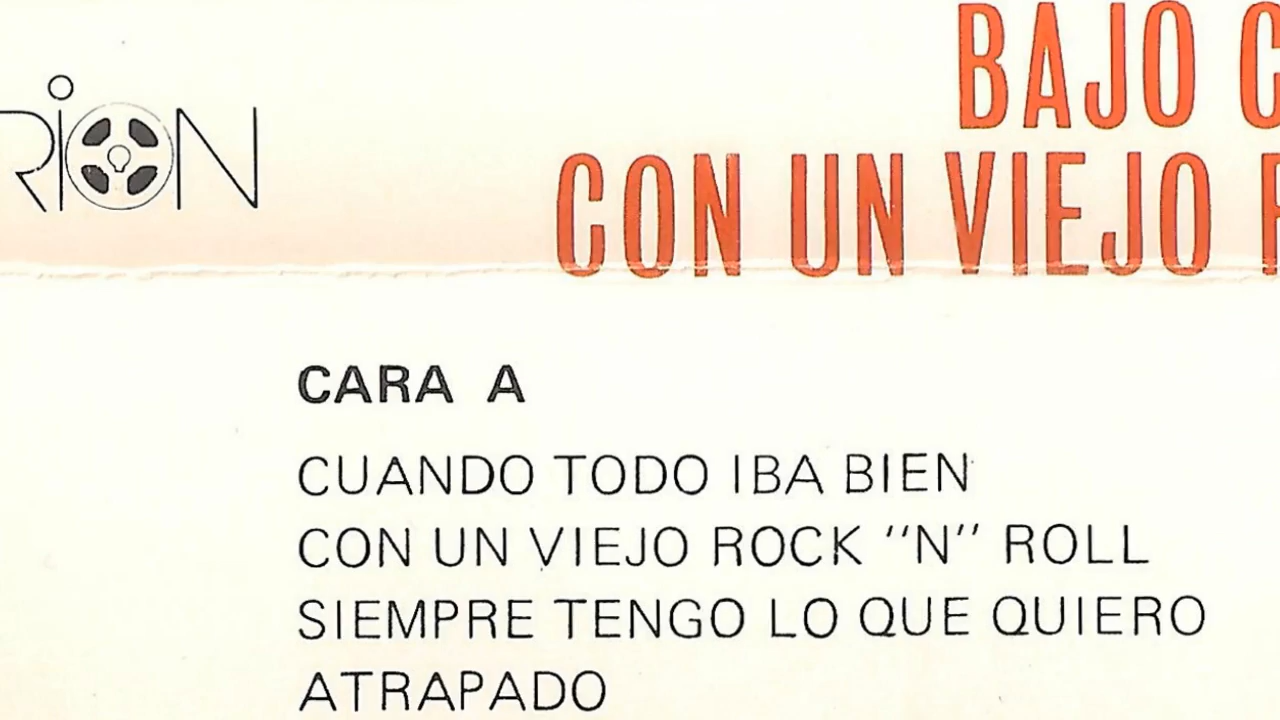 BAJO C
RION
CON UN VIEJO
CARA A
CUANDO TODO IBA BIEN
CON UN VIEJO ROCK “N” ROLL
SIEMPRE TENGO LO QUE QUIERO
ATRAPADO